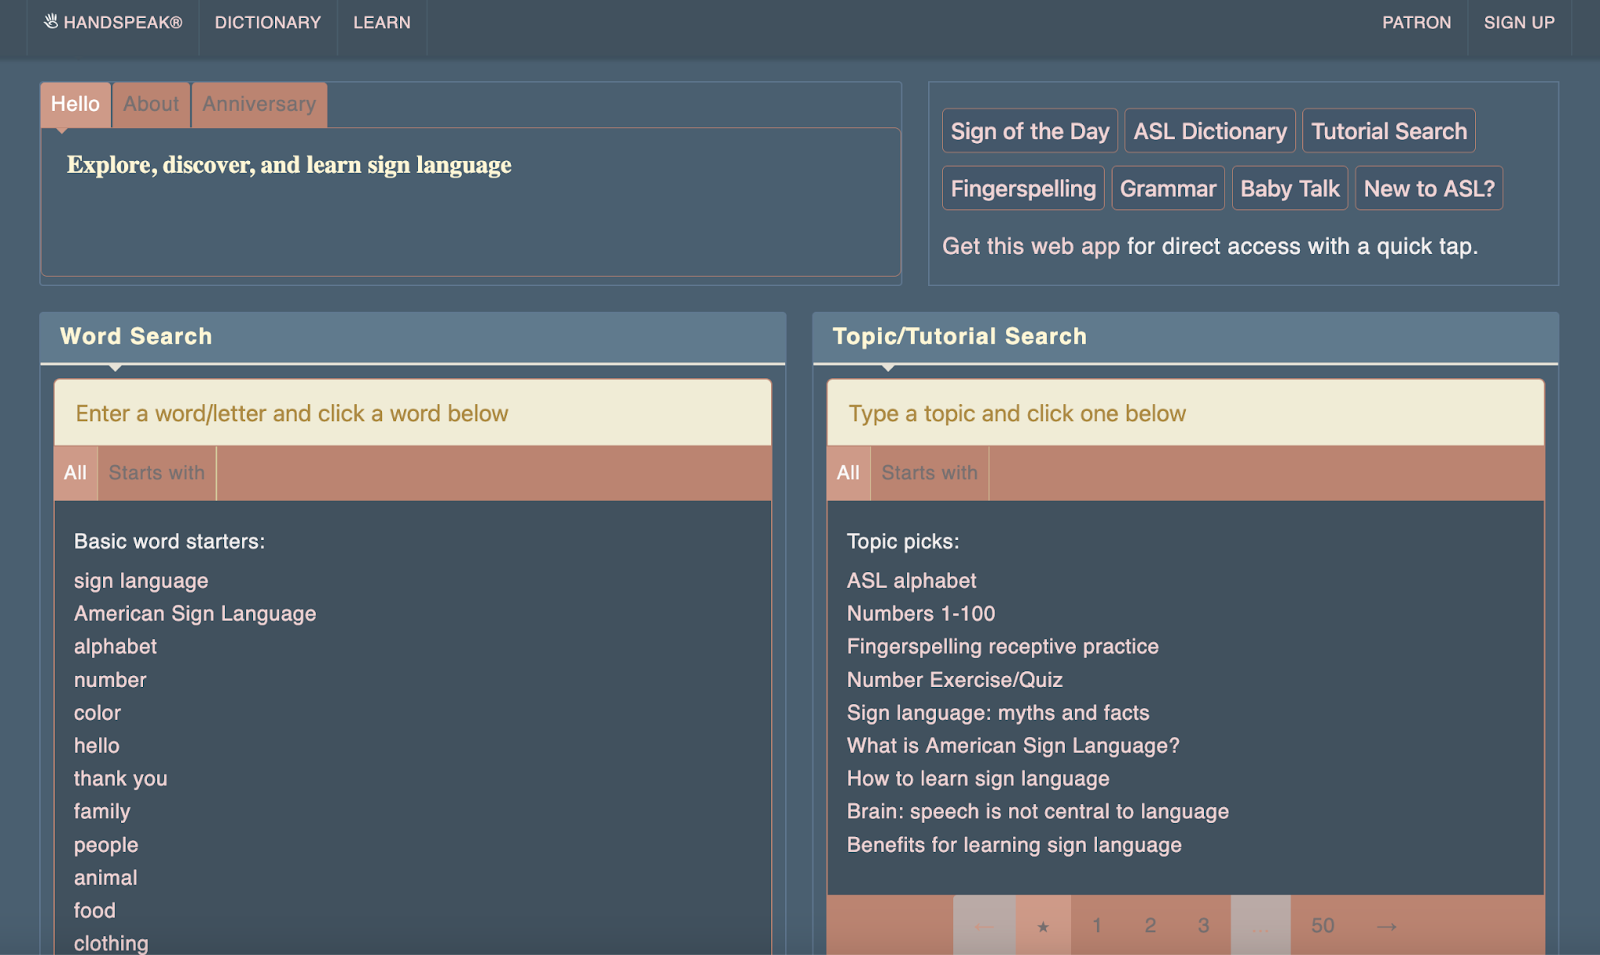 HANDSPEAK® DICTIONARY LEARN PATRON SIGN UP
Hello About Anniversary
Explore, discover, and learn sign language
Sign of the Day ASL Dictionary Tutorial Search
Fingerspelling Grammar Baby Talk New to ASL?
Get this web app for direct access with a quick tap.
Word Search
Enter a word/letter and click a word below
All Starts with
Basic word starters:
sign language
American Sign Language
alphabet
number
color
hello
thank you
family
people
animal
food
clothing
Topic/Tutorial Search
Type a topic and click one below
All Starts with
Topic picks:
ASL alphabet
Numbers 1-100
Fingerspelling receptive practice
Number Exercise/Quiz
Sign language: myths and facts
What is American Sign Language?
How to learn sign language
Brain: speech is not central to language
Benefits for learning sign language
← ★ 1 2 3 ... 50 →